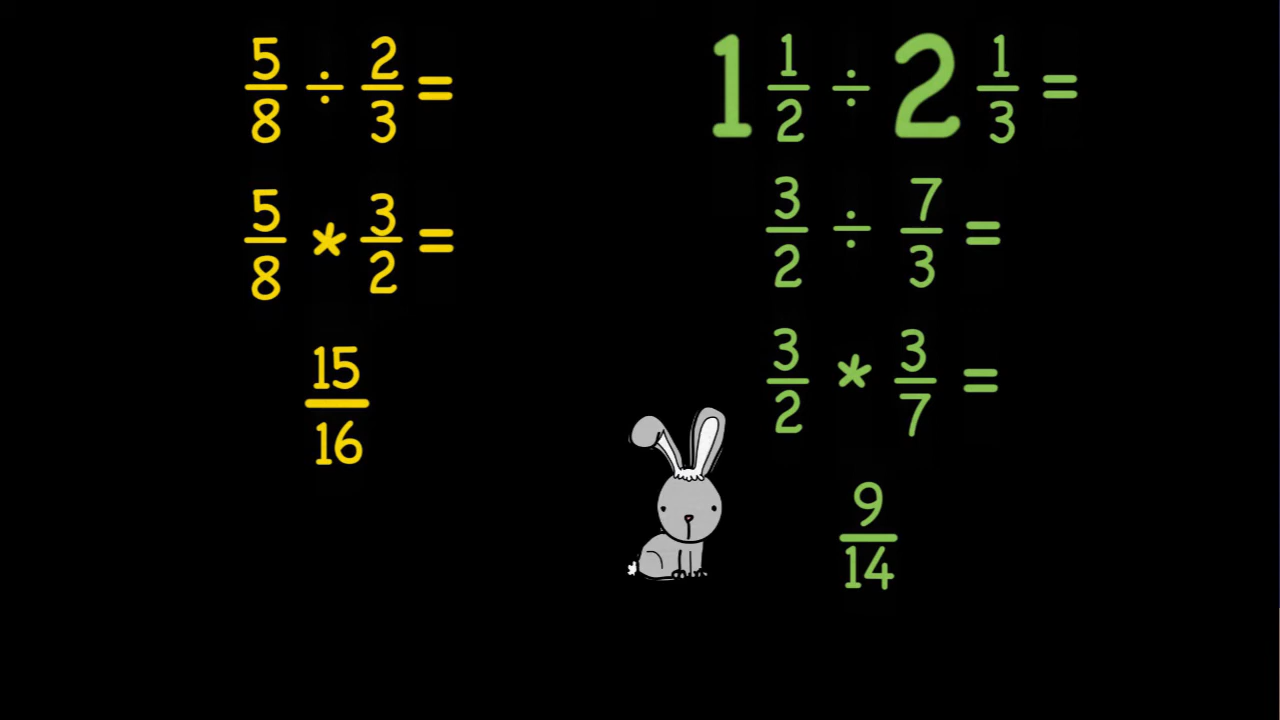 5/8 ÷ 2/3 =
5/8 * 3/2 =
15/16
1 1/2 ÷ 2 1/3 =
3/2 ÷ 7/3 =
3/2 * 3/7 =
9/14